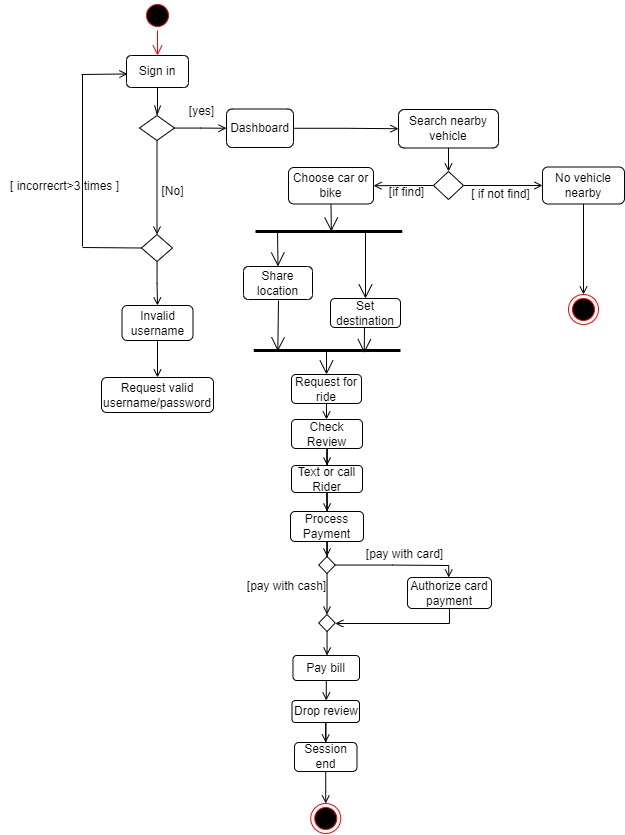 Sign in
[yes]
Dashboard
Search nearby
vehicle
[ incorrecrt>3 times ]
[No]
Choose car or
bike
[if find]
[ if not find]
No vehicle
nearby
Share
location
Set
destination
Invalid
username
Request valid
username/password
Request for
ride
Check
Review
Text or call
Rider
Process
Payment
[pay with card]
[pay with cash]
Authorize card
payment
Pay bill
Drop review
Session
end